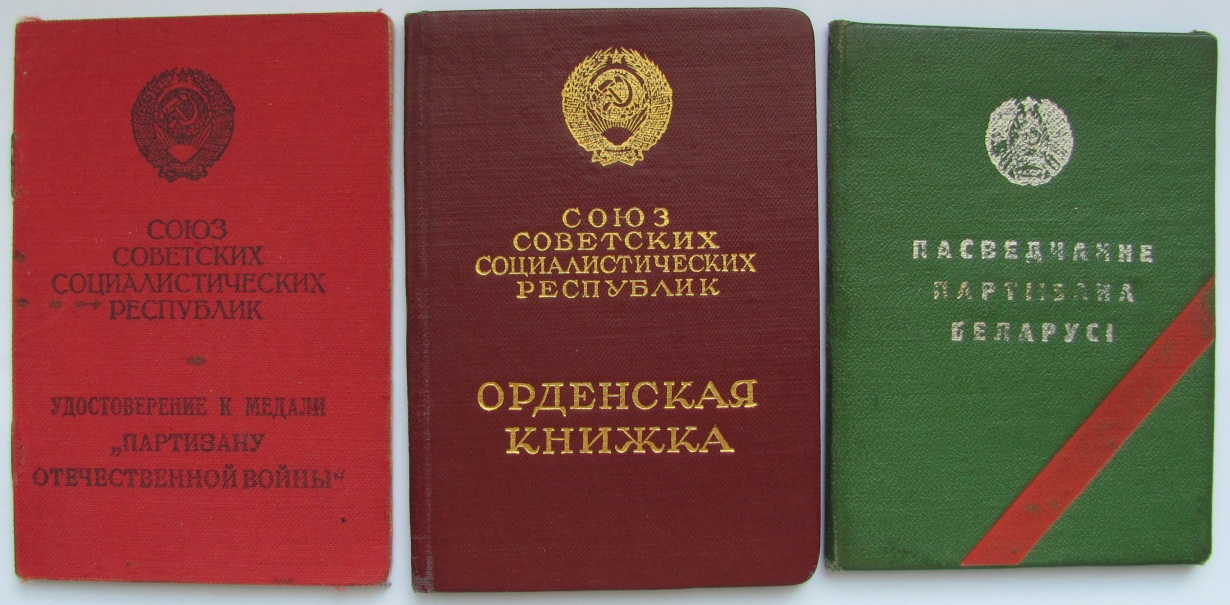 СОЮЗ
СОВЕТСКИХ
СОЦИАЛИСТИЧЕСКИХ
РЕСПУБЛИК
УДОСТОВЕРЕНИЕ К МЕДАЛИ
„ПАРТИЗАНУ
ОТЕЧЕСТВЕННОЙ ВОЙНЫ“
СОЮЗ
СОВЕТСКИХ
СОЦИАЛИСТИЧЕСКИХ
РЕСПУБЛИК
ОРДЕНСКАЯ
КНИЖКА
ПАСВЕДЧАННЕ
ПАРТЫЗАНА
БЕЛАРУСІ